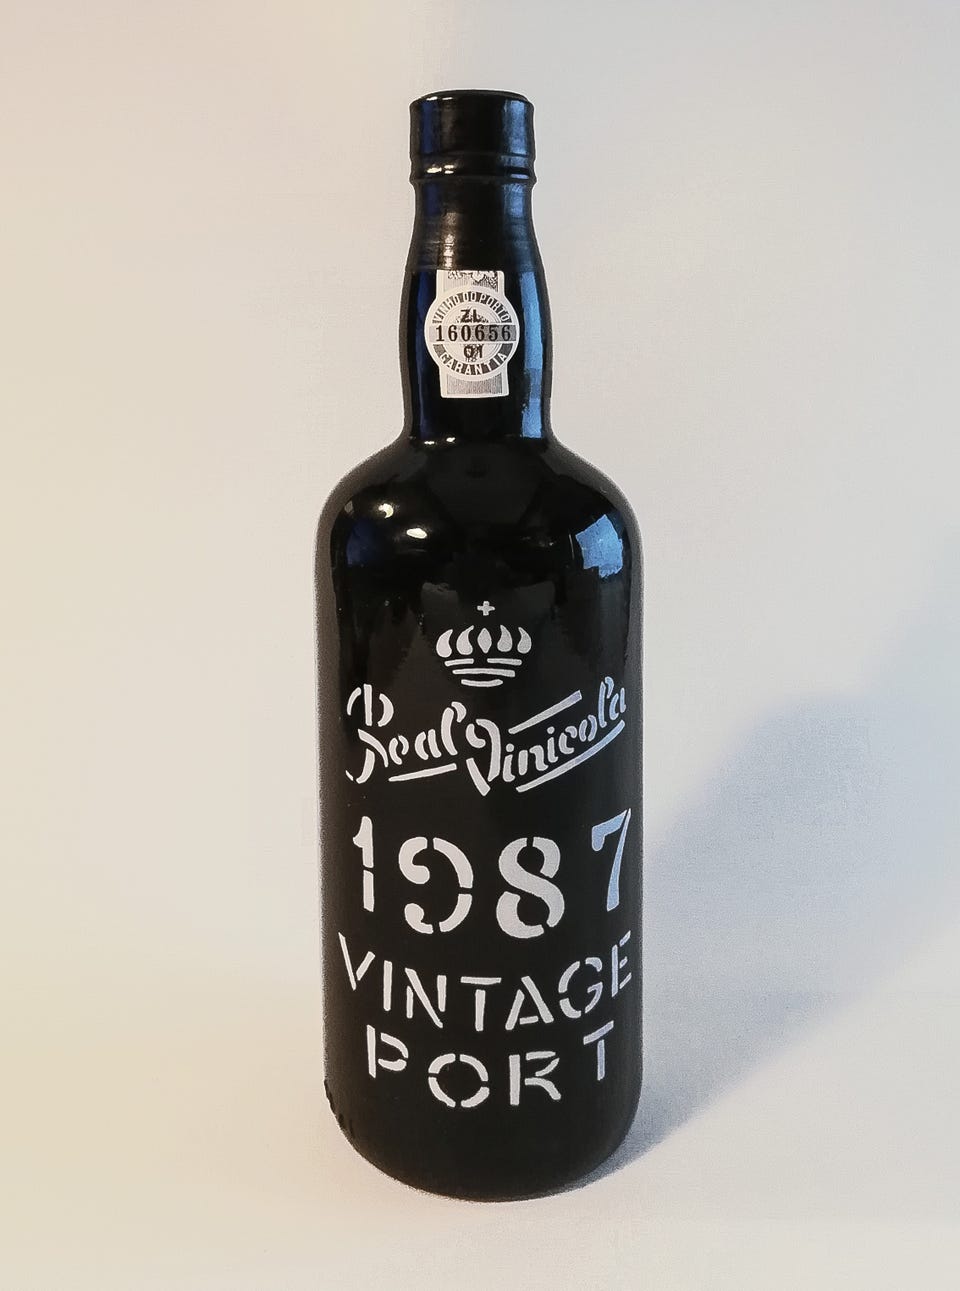 VINHO DO PORTO
ZL
160656
01
GARANTIA
Real Vinicola
1987
VINTAGE
PORT